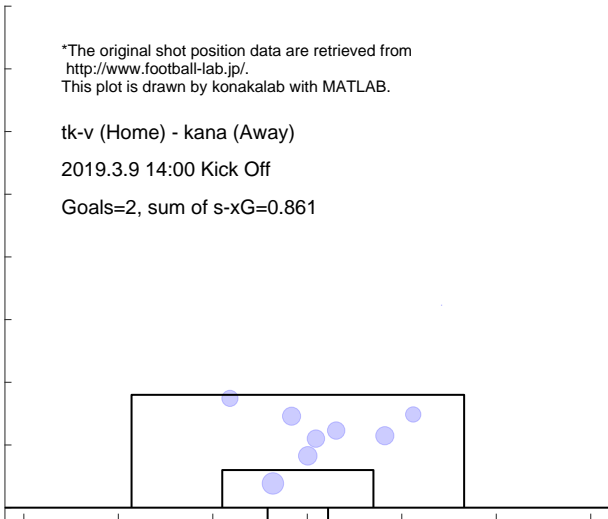 *The original shot position data are retrieved from
http://www.football-lab.jp/.
This plot is drawn by konakalab with MATLAB.
tk-v (Home) - kana (Away)
2019.3.9 14:00 Kick Off
Goals=2, sum of s-xG=0.861